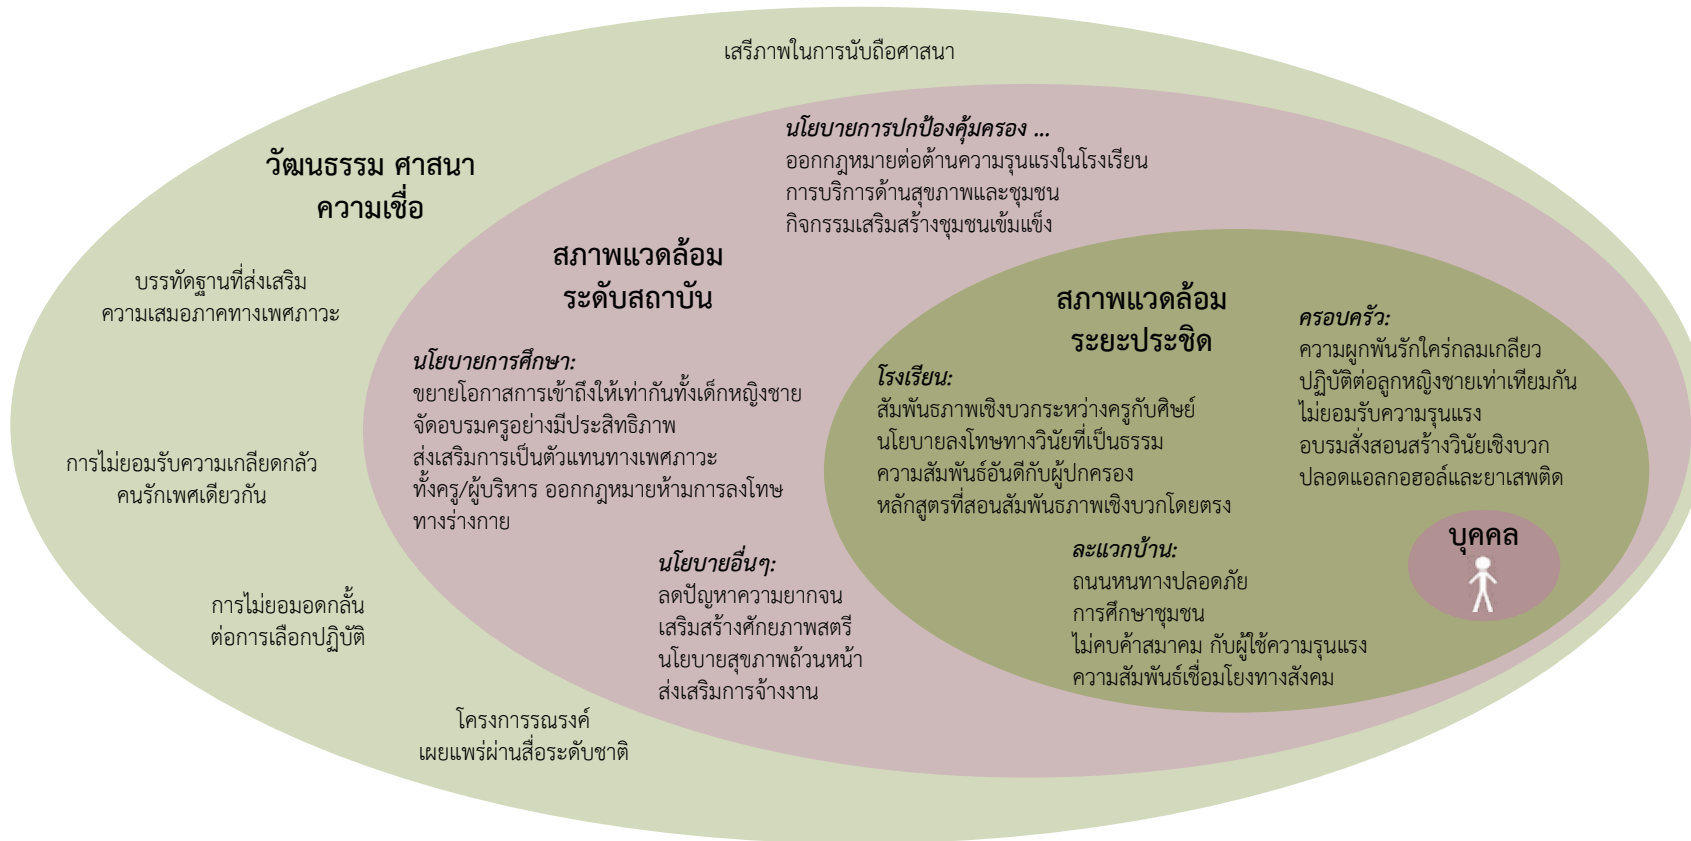 เสรีภาพในการนับถือศาสนา
วัฒนธรรม ศาสนา
ความเชื่อ
บรรทัดฐานที่ส่งเสริม
ความเสมอภาคทางเพศภาวะ
การไม่ยอมรับความเกลียดกลัว
คนรักเพศเดียวกัน
การไม่ยอมอดกลั้น
ต่อการเลือกปฏิบัติ
โครงการรณรงค์
เผยแพร่ผ่านสื่อระดับชาติ
นโยบายการปกป้องคุ้มครอง ...
ออกกฎหมายต่อต้านความรุนแรงในโรงเรียน
การบริการด้านสุขภาพและชุมชน
กิจกรรมเสริมสร้างชุมชนเข้มแข็ง
สภาพแวดล้อม
ระดับสถาบัน
นโยบายการศึกษา:
ขยายโอกาสการเข้าถึงให้เท่ากันทั้งเด็กหญิงชาย
จัดอบรมครูอย่างมีประสิทธิภาพ
ส่งเสริมการเป็นตัวแทนทางเพศภาวะ
ทั้งครู/ผู้บริหาร ออกกฎหมายห้ามการลงโทษ
ทางร่างกาย
นโยบายอื่นๆ:
ลดปัญหาความยากจน
เสริมสร้างศักยภาพสตรี
นโยบายสุขภาพถ้วนหน้า
ส่งเสริมการจ้างงาน
สภาพแวดล้อม
ระยะประชิด
โรงเรียน:
สัมพันธภาพเชิงบวกระหว่างครูกับศิษย์
นโยบายลงโทษทางวินัยที่เป็นธรรม
ความสัมพันธ์อันดีกับผู้ปกครอง
หลักสูตรที่สอนสัมพันธภาพเชิงบวกโดยตรง
ครอบครัว:
ความผูกพันรักใคร่กลมเกลียว
ปฏิบัติต่อลูกหญิงชายเท่าเทียมกัน
ไม่ยอมรับความรุนแรง
อบรมสั่งสอนสร้างวินัยเชิงบวก
ปลอดแอลกอฮอล์และยาเสพติด
ละแวกบ้าน:
ถนนหนทางปลอดภัย
การศึกษาชุมชน
ไม่คบค้าสมาคม กับผู้ใช้ความรุนแรง
ความสัมพันธ์เชื่อมโยงทางสังคม
บุคคล